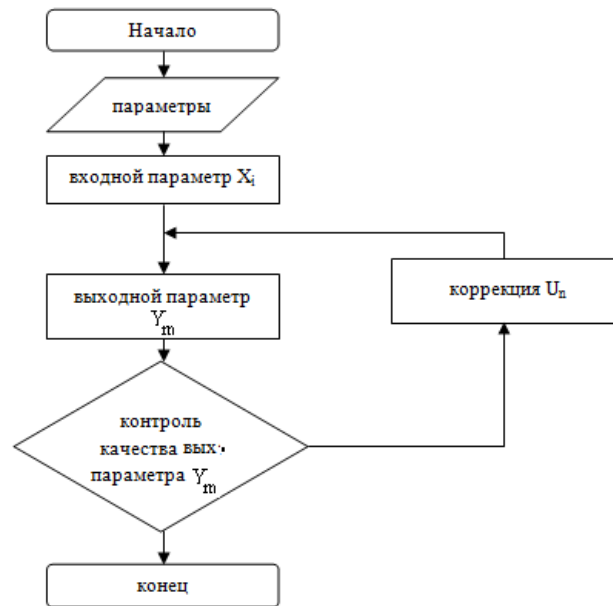 Начало
параметры
входной параметр Xi
выходной параметр
Ym
коррекция Un
контроль
качества вых.
параметра Ym
конец